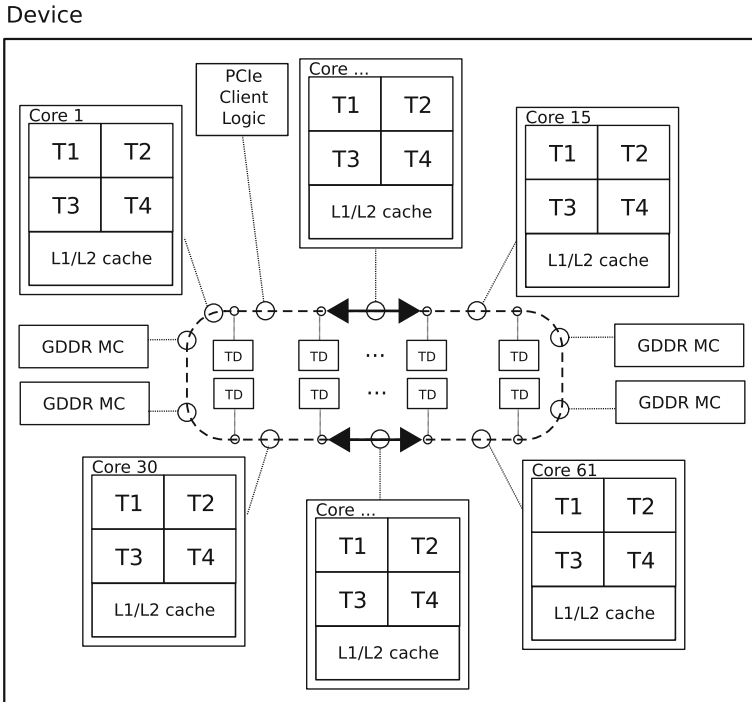 Device
Core 1
T1 T2
T3 T4
L1/L2 cache
PCIe
Client
Logic
Core ...
T1 T2
T3 T4
L1/L2 cache
Core 15
T1 T2
T3 T4
L1/L2 cache
GDDR MC
GDDR MC
TD TD ... TD TD
TD TD ... TD TD
GDDR MC
GDDR MC
Core 30
T1 T2
T3 T4
L1/L2 cache
Core ...
T1 T2
T3 T4
L1/L2 cache
Core 61
T1 T2
T3 T4
L1/L2 cache